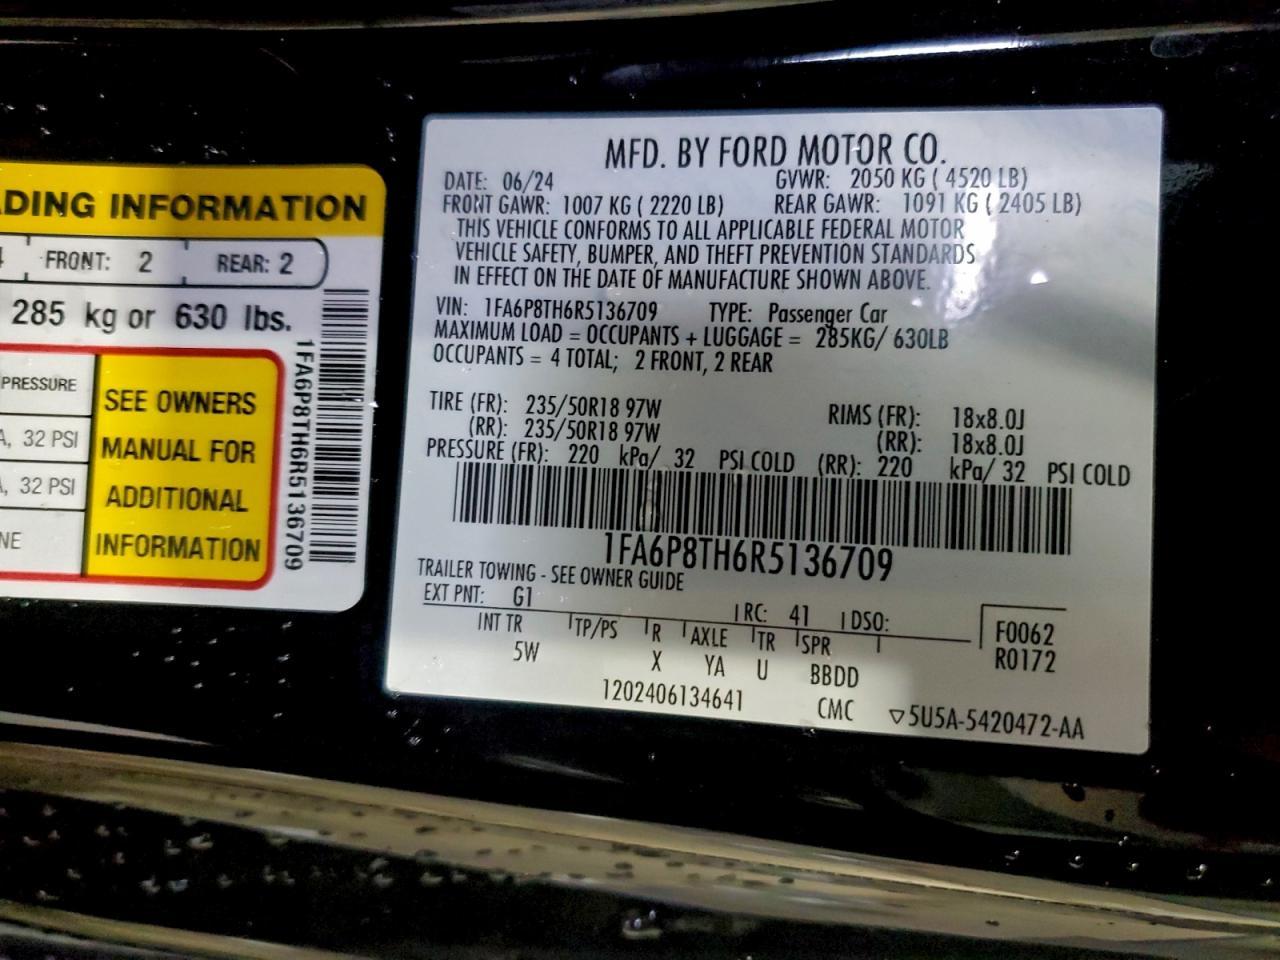 ADING INFORMATION
FRONT: 2 REAR: 2
285 kg or 630 lbs.
PRESSURE
A, 32 PSI
A, 32 PSI
NE
SEE OWNERS
MANUAL FOR
ADDITIONAL
INFORMATION
1FA6P8TH6R5136709
MFD. BY FORD MOTOR CO.
DATE: 06/24 GVWR: 2050 KG ( 4520 LB)
FRONT GAWR: 1007 KG ( 2220 LB) REAR GAWR: 1091 KG ( 2405 LB)
THIS VEHICLE CONFORMS TO ALL APPLICABLE FEDERAL MOTOR
VEHICLE SAFETY, BUMPER, AND THEFT PREVENTION STANDARDS
IN EFFECT ON THE DATE OF MANUFACTURE SHOWN ABOVE.
VIN: 1FA6P8TH6R5136709 TYPE: Passenger Car
MAXIMUM LOAD = OCCUPANTS + LUGGAGE = 285KG/ 630LB
OCCUPANTS = 4 TOTAL; 2 FRONT, 2 REAR
TIRE (FR): 235/50R18 97W RIMS (FR): 18x8.0J
(RR): 235/50R18 97W (RR): 18x8.0J
PRESSURE (FR): 220 kPa/ 32 PSI COLD (RR): 220 kPa/ 32 PSI COLD
1FA6P8TH6R5136709
TRAILER TOWING - SEE OWNER GUIDE
EXT PNT: G1 RC: 41 DSO:
INT TR TP/PS R AXLE TR SPR F0062
5W X YA U BBDD R0172
1202406134641 CMC ▽5U5A-5420472-AA